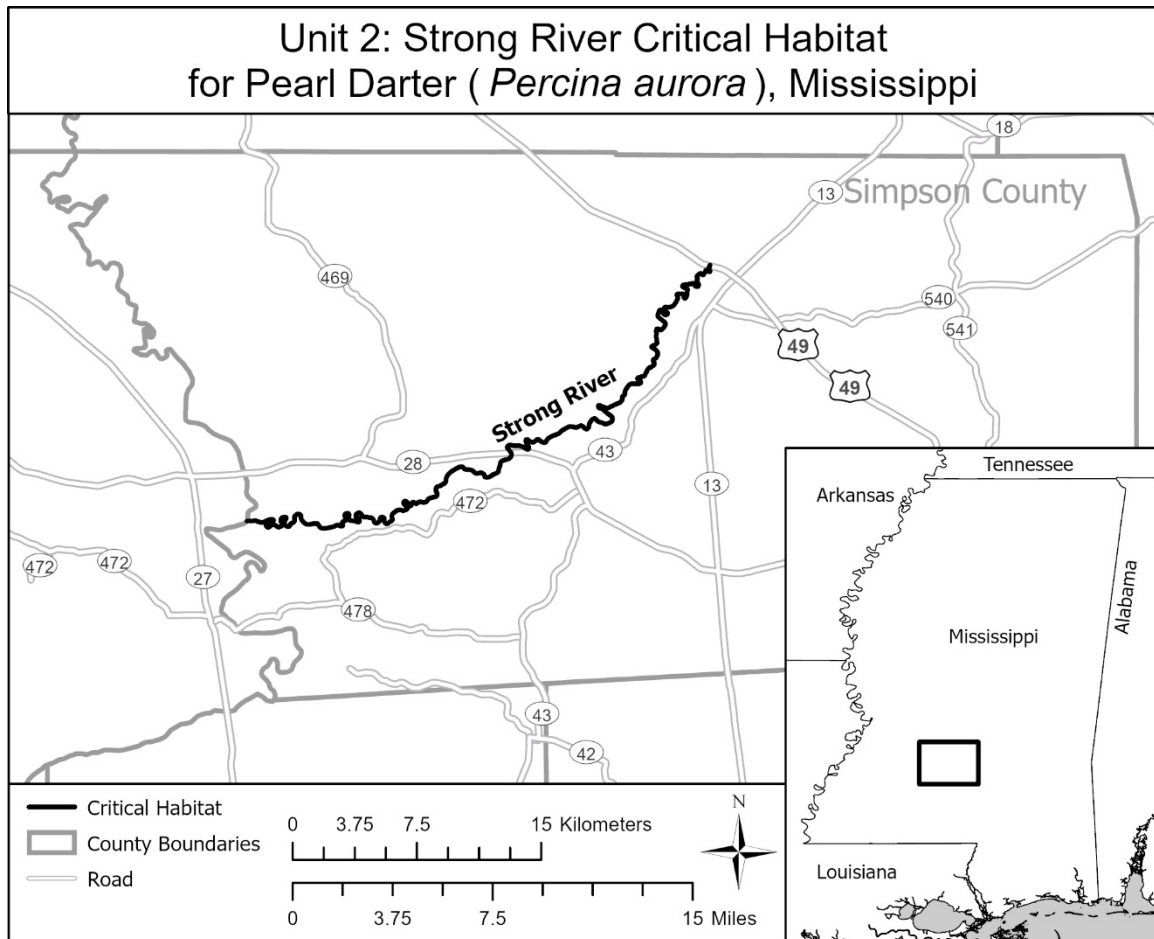 Unit 2: Strong River Critical Habitat
for Pearl Darter ( Percina aurora ), Mississippi
18
13
Simpson County
469
540
541
49
49
Strong River
43
28
13
472
472
472
27
478
43
42
Tennessee
Arkansas
Alabama
Mississippi
Louisiana
Critical Habitat
County Boundaries
Road
0 3.75 7.5 15 Kilometers
0 3.75 7.5 15 Miles
N